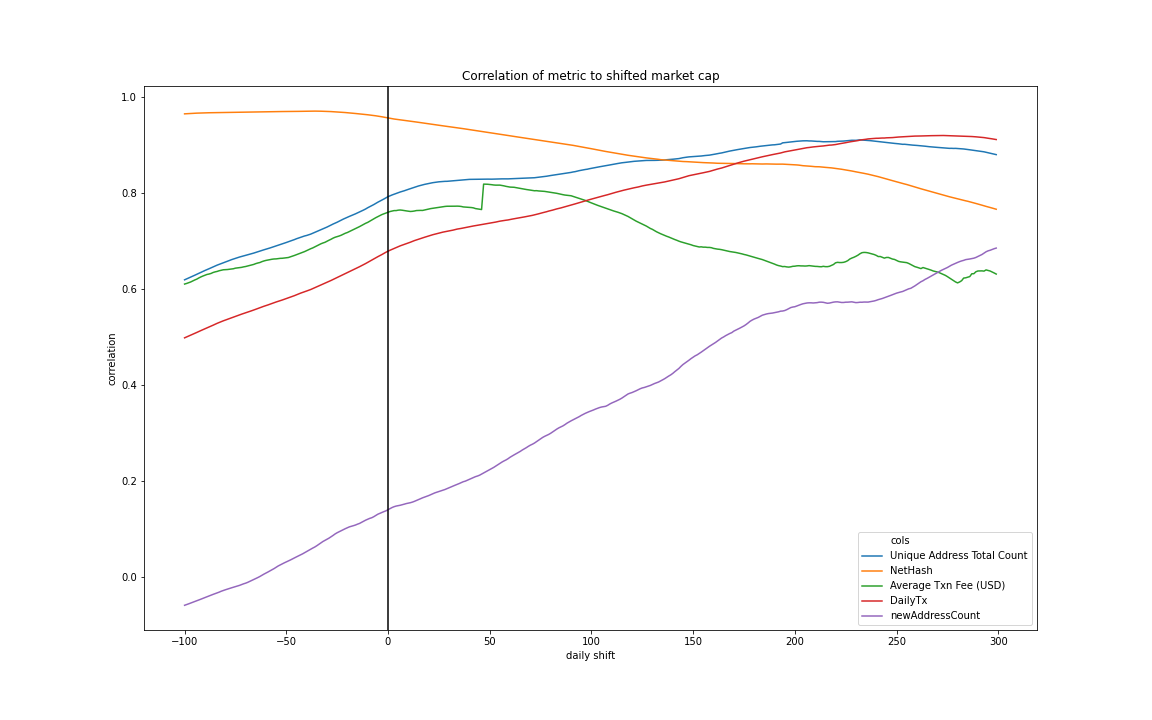 Correlation of metric to shifted market cap
1.0
0.8
0.6
0.4
0.2
0.0
correlation
−100
−50
0
50
100
150
200
250
300
daily shift
cols
Unique Address Total Count
NetHash
Average Txn Fee (USD)
DailyTx
newAddressCount